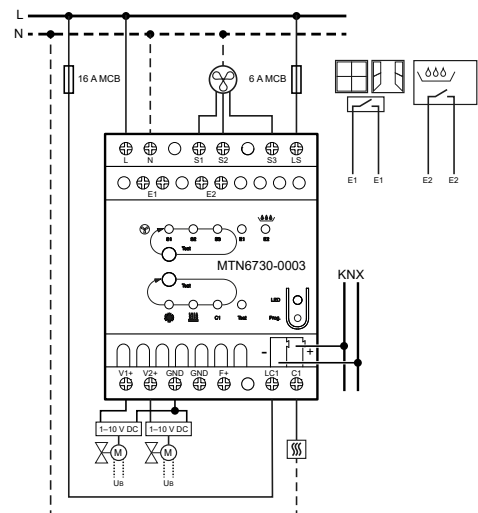 L
N
16 A MCB
6 A MCB
L N S1 S2 S3 LS
E1 E2
E1 E1 E2 E2
S1 S2 S3 E1 E2
Test
MTN6730-0003
KNX
Test
LED
C1 Test Prog.
- +
V1+ V2+ GND GND F+ LC1 C1
1–10 V DC 1–10 V DC
M M
UB UB